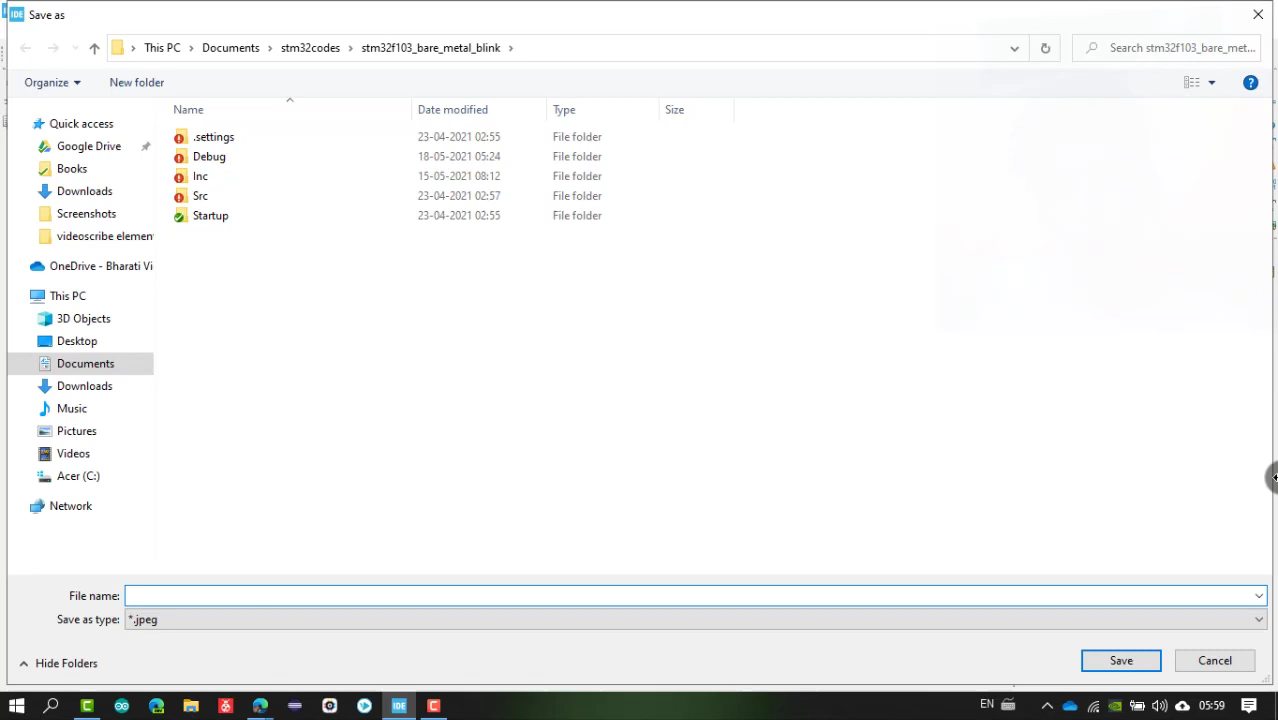 IDE Save as
This PC > Documents > stm32codes > stm32f103_bare_metal_blink >
Search stm32f103_bare_met...
Organize New folder
Name Date modified Type Size
Quick access
Google Drive
Books
Downloads
Screenshots
videoscribe elemen
OneDrive - Bharati Vi
This PC
3D Objects
Desktop
Documents
Downloads
Music
Pictures
Videos
Acer (C:)
Network
.settings 23-04-2021 02:55 File folder
Debug 18-05-2021 05:24 File folder
Inc 15-05-2021 08:12 File folder
Src 23-04-2021 02:57 File folder
Startup 23-04-2021 02:55 File folder
File name:
Save as type: *.jpeg
Hide Folders
Save Cancel
IDE
EN
05:59